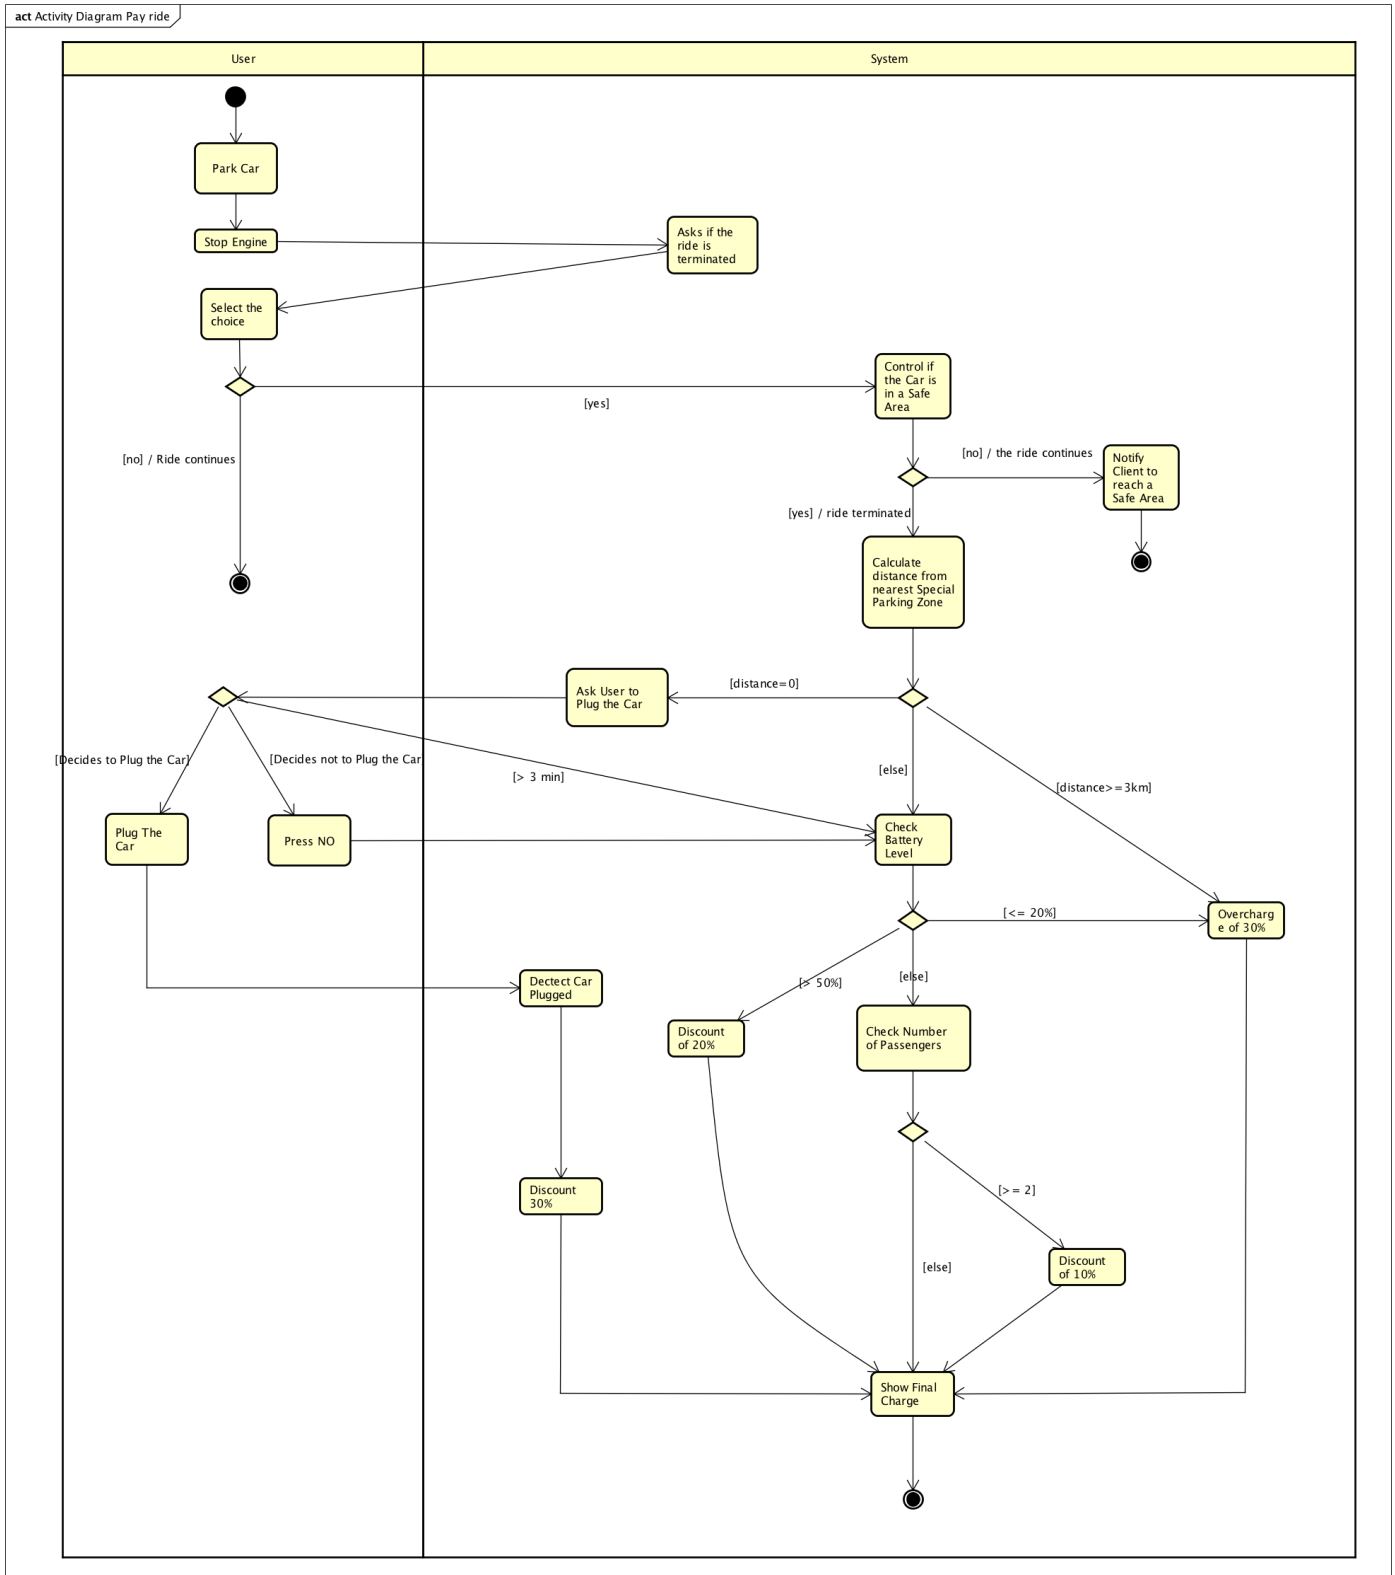 act Activity Diagram Pay ride
User
System
Park Car
Stop Engine
Asks if the
ride is
terminated
Select the
choice
Control if
the Car is
in a Safe
Area
[yes]
[no] / Ride continues
[no] / the ride continues
Notify
Client to
reach a
Safe Area
[yes] / ride terminated
Calculate
distance from
nearest Special
Parking Zone
Ask User to
Plug the Car
[distance=0]
[Decides to Plug the Car]
[Decides not to Plug the Car
[> 3 min]
[else]
[distance>=3km]
Plug The
Car
Press NO
Check
Battery
Level
[<= 20%]
Overcharg
e of 30%
Dectect Car
Plugged
[> 50%]
[else]
Discount
of 20%
Check Number
of Passengers
Discount
30%
[>= 2]
[else]
Discount
of 10%
Show Final
Charge